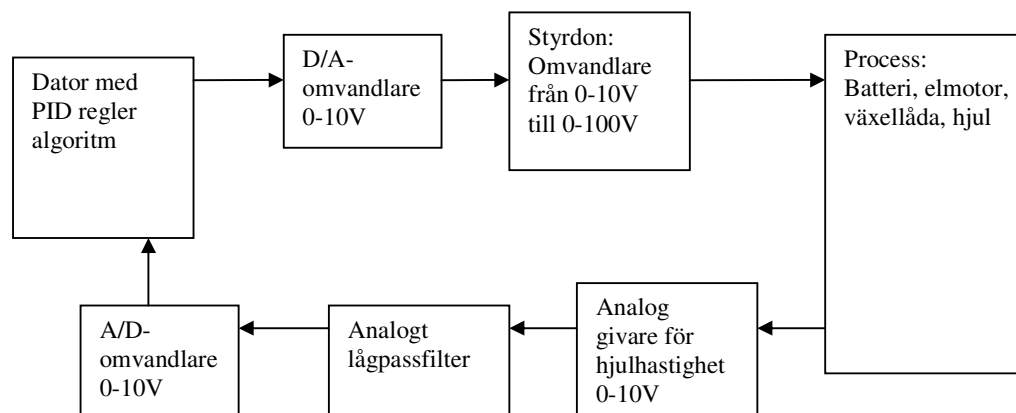 Dator med
PID regler
algoritm
D/A-
omvandlare
0-10V
Styrdon:
Omvandlare
från 0-10V
till 0-100V
Process:
Batteri, elmotor,
växellåda, hjul
Analog
givare för
hjulhastighet
0-10V
Analogt
lågpassfilter
A/D-
omvandlare
0-10V